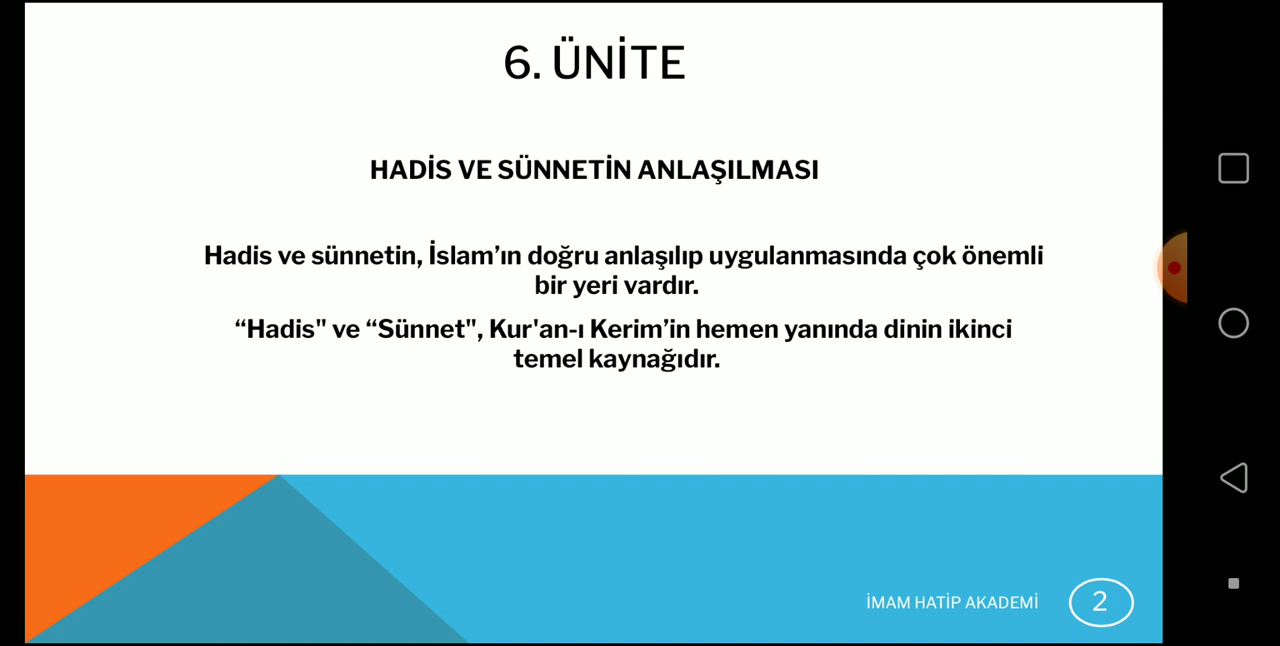 6. ÜNİTE
HADİS VE SÜNNETİN ANLAŞILMASI
Hadis ve sünnetin, İslam’ın doğru anlaşılıp uygulanmasında çok önemli
bir yeri vardır.
“Hadis" ve “Sünnet", Kur'an-ı Kerim’in hemen yanında dinin ikinci
temel kaynağıdır.
İMAM HATİP AKADEMİ
2